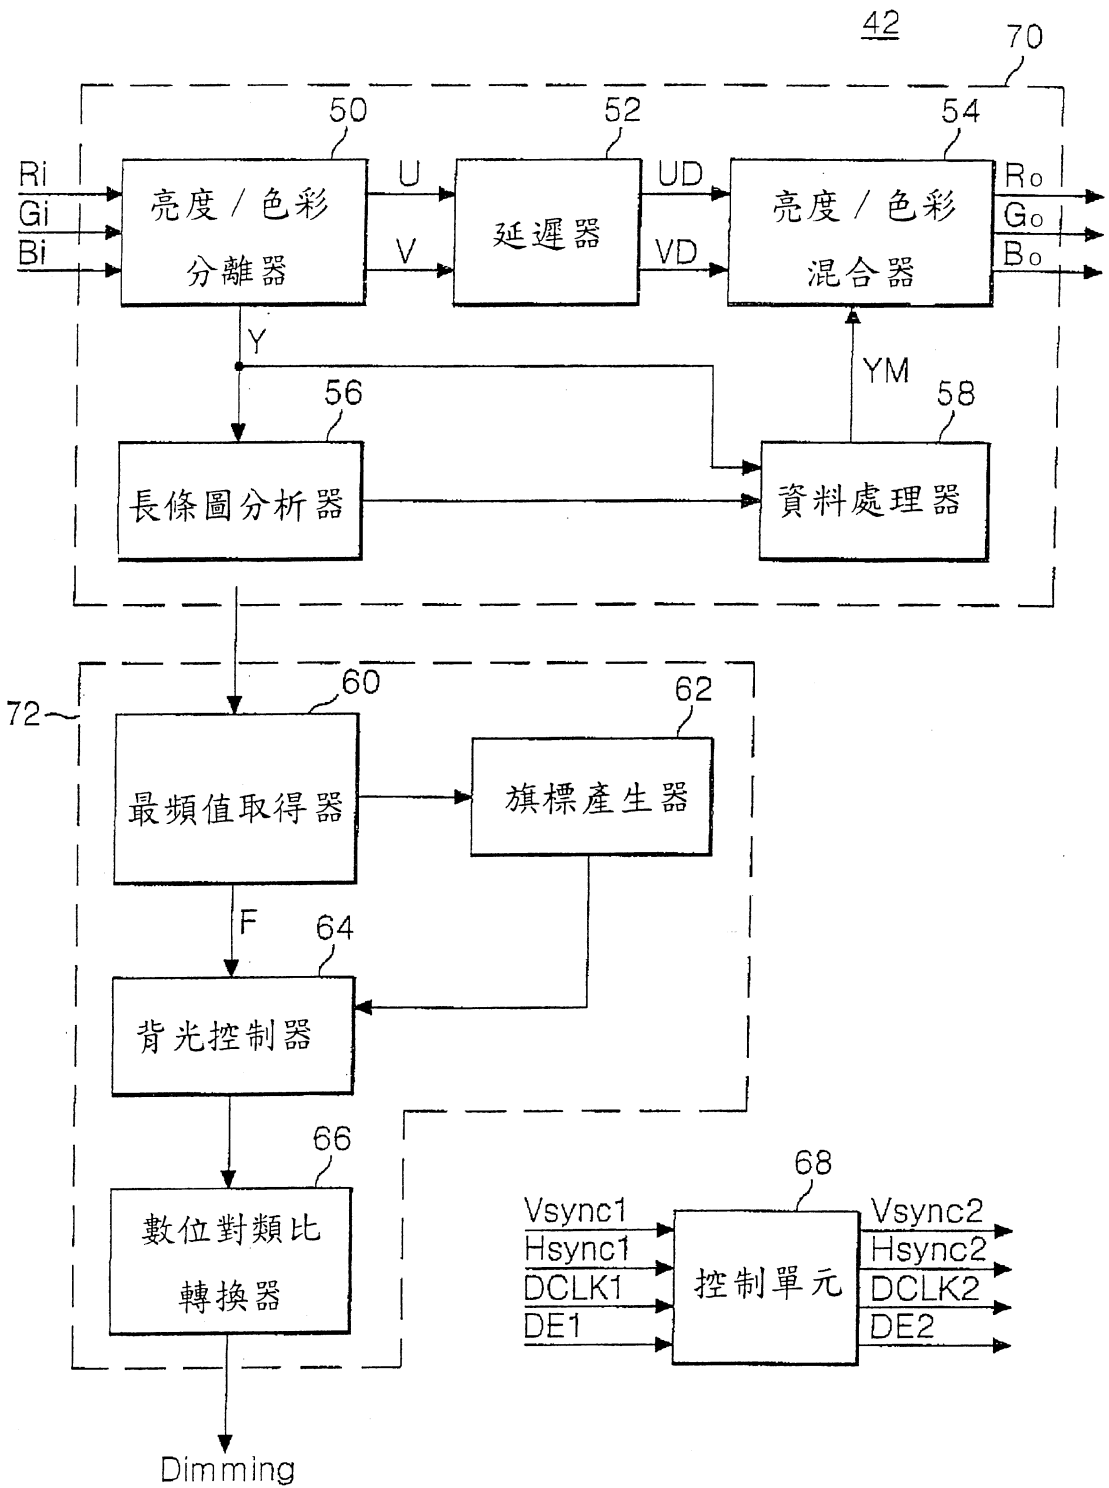 42
70
50
52
54
Ri
Gi
Bi
亮度/色彩
分離器
U
V
延遲器
UD
VD
亮度/色彩
混合器
Ro
Go
Bo
Y
YM
56
58
長條圖分析器
資料處理器
72
60
62
最頻值取得器
旗標產生器
F
64
背光控制器
66
數位對類比
轉換器
Dimming
68
Vsync1
Hsync1
DCLK1
DE1
控制單元
Vsync2
Hsync2
DCLK2
DE2